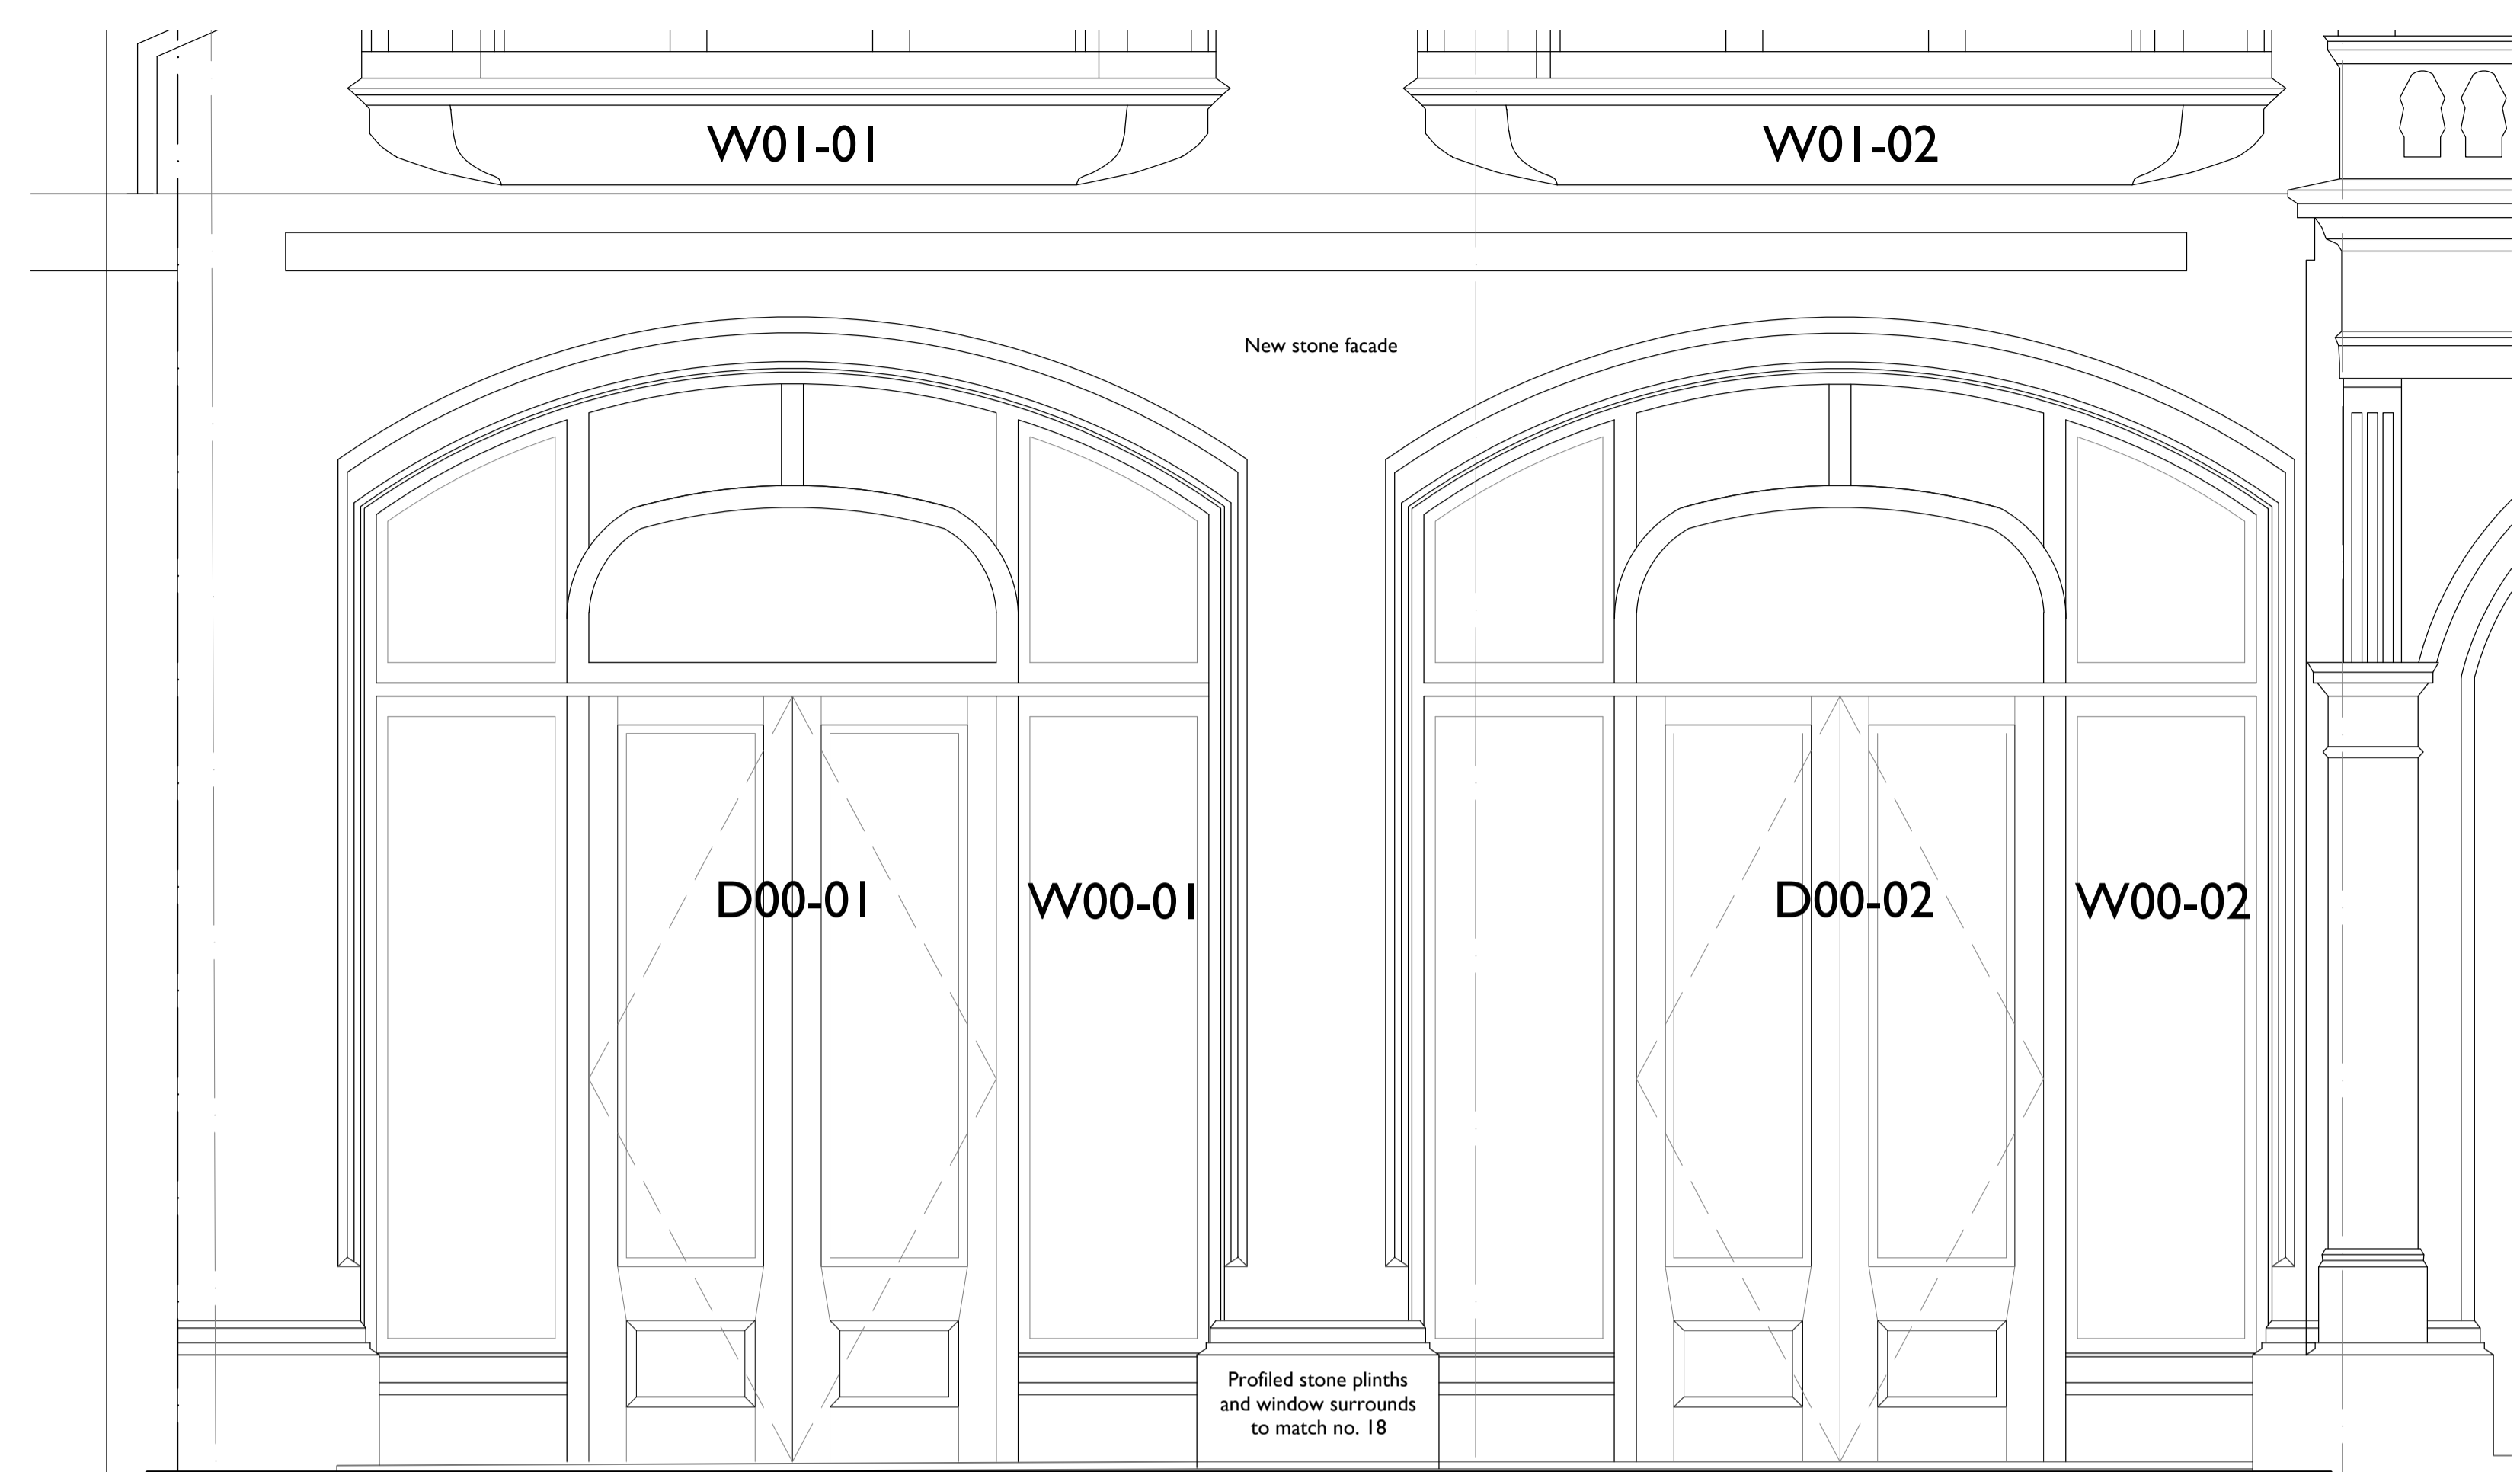 W01-01
W01-02
New stone facade
D00-01
W00-01
D00-02
W00-02
Profiled stone plinths
and window surrounds
to match no. 18